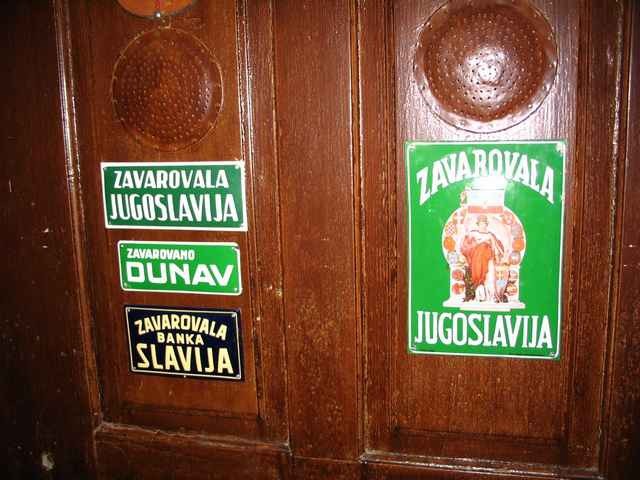 ZAVAROVALA
JUGOSLAVIJA
ZAVAROVANO
DUNAV
ZAVAROVALA
BANKA
SLAVIJA
ZAVAROVALA
JUGOSLAVIJA